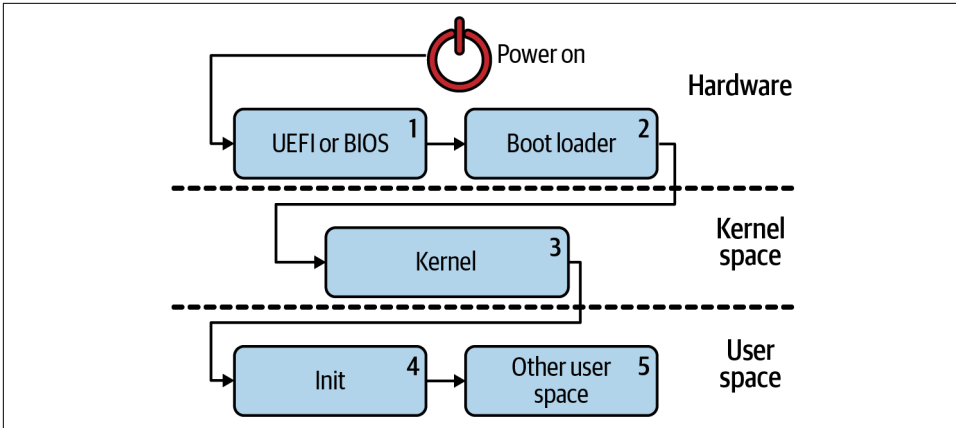 Power on
Hardware
UEFI or BIOS 1
Boot loader 2
Kernel
space
Kernel 3
User
space
Init 4
Other user 5
space